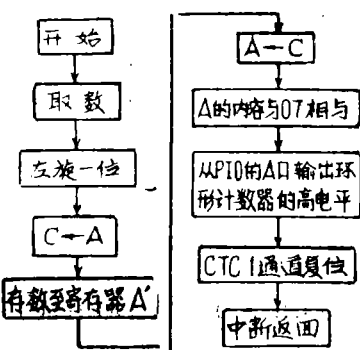 开始
取数
左旋一位
C←A
存数至寄存器A'
A←C
A的内容与07相与
从PIO的A口输出环
形计数器的高电平
CTC 1通道复位
中断返回